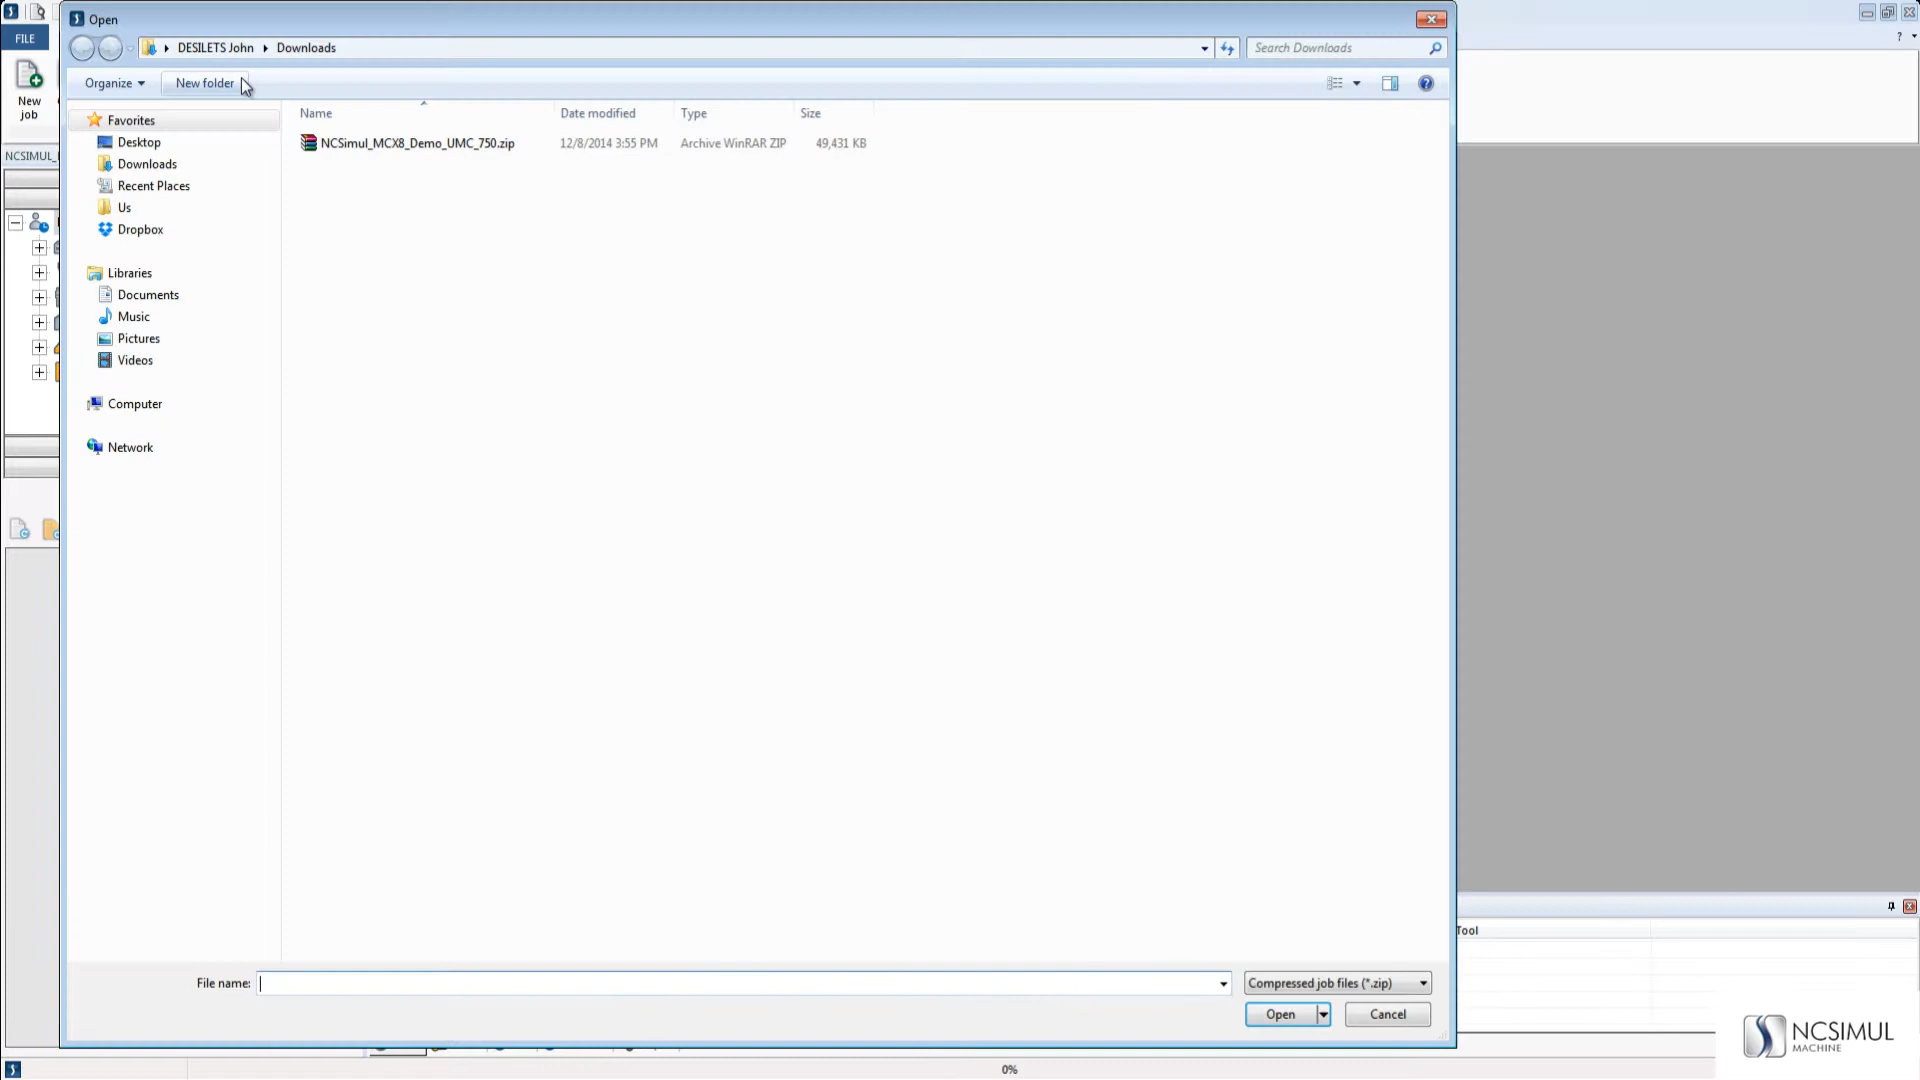 Open
FILE
DESILETS John Downloads
Search Downloads
?
Organize New folder
New job
Name Date modified Type Size
NCSimul_MCX8_Demo_UMC_750.zip 12/8/2014 3:55 PM Archive WinRAR ZIP 49,431 KB
NCSIMUL_
Favorites
Desktop
Downloads
Recent Places
Us
Dropbox
Libraries
Documents
Music
Pictures
Videos
Computer
Network
Tool
File name: Compressed job files (*.zip)
Open Cancel
NCSIMUL
MACHINE
0%